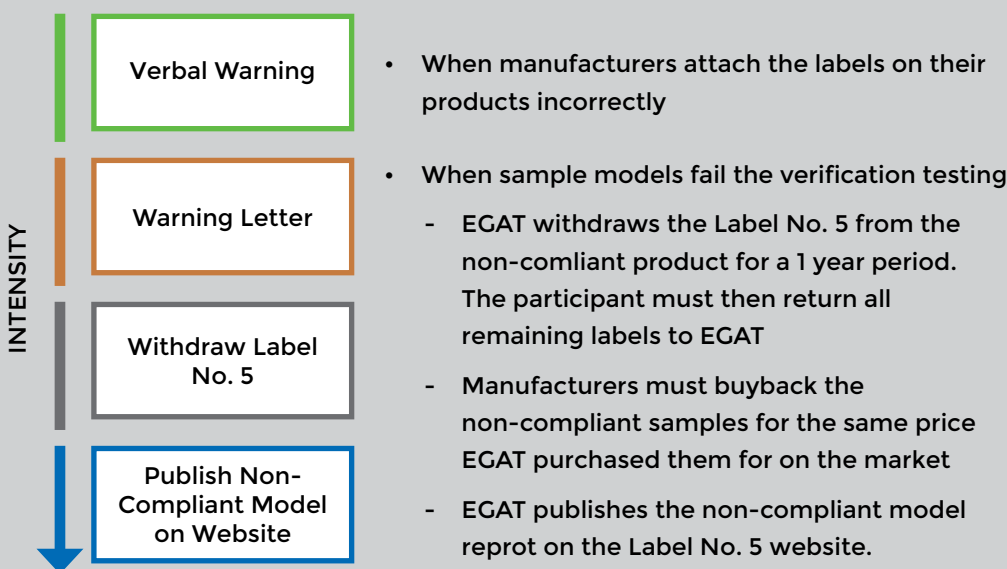 INTENSITY
Verbal Warning
• When manufacturers attach the labels on their
products incorrectly
Warning Letter
• When sample models fail the verification testing
- EGAT withdraws the Label No. 5 from the
non-comliant product for a 1 year period.
The participant must then return all
remaining labels to EGAT
Withdraw Label
No. 5
- Manufacturers must buyback the
non-compliant samples for the same price
EGAT purchased them for on the market
Publish Non-
Compliant Model
on Website
- EGAT publishes the non-compliant model
reprot on the Label No. 5 website.